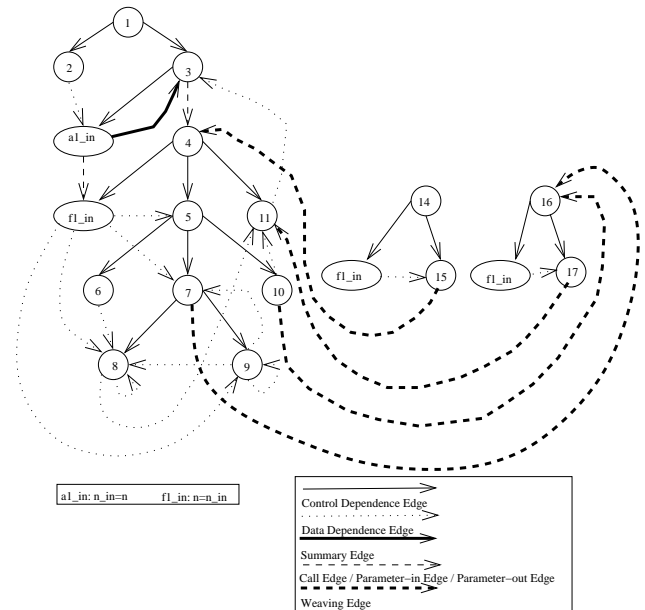 1
2
3
a1_in
4
f1_in
5
11
14
16
f1_in
15
f1_in
17
6
7
10
8
9
a1_in: n_in=n f1_in: n=n_in
Control Dependence Edge
Data Dependence Edge
Summary Edge
Call Edge / Parameter−in Edge / Parameter−out Edge
Weaving Edge